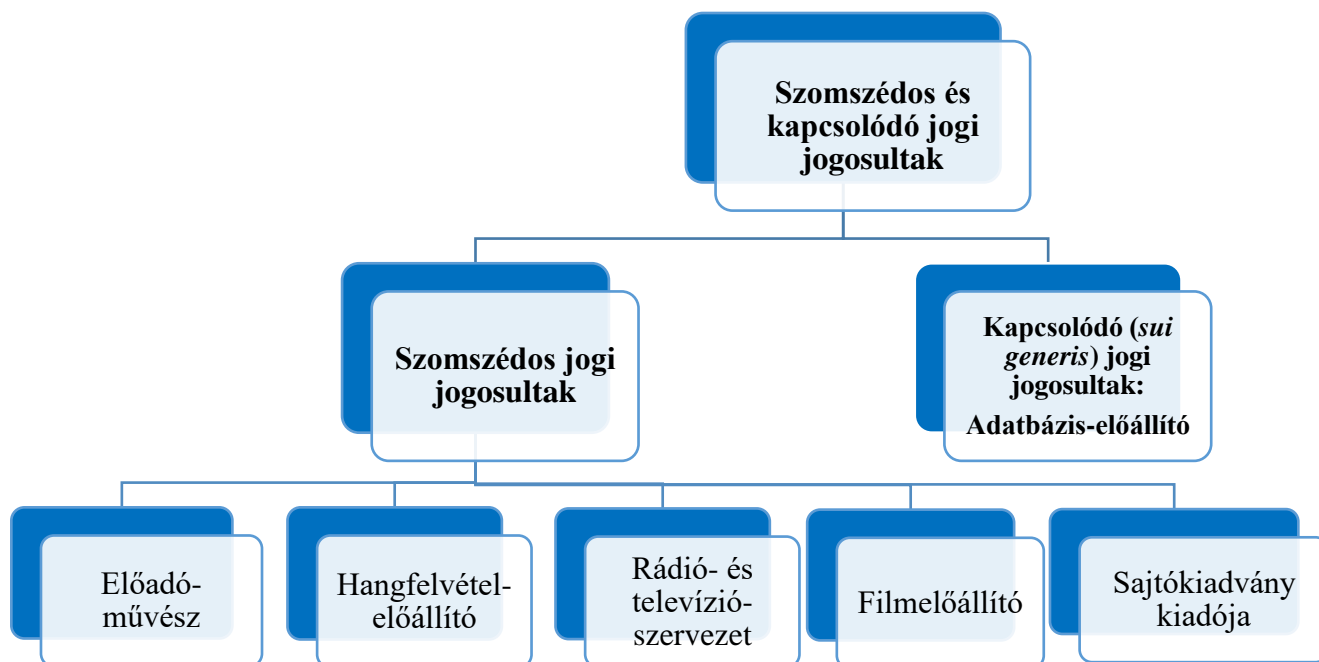 Szomszédos és
kapcsolódó jogi
jogosultak
Szomszédos jogi
jogosultak
Kapcsolódó (sui
generis) jogi
jogosultak:
Adatbázis-előállító
Előadó-
művész
Hangfelvétel-
előállító
Rádió- és
televízió-
szervezet
Filmelőállító
Sajtókiadvány
kiadója